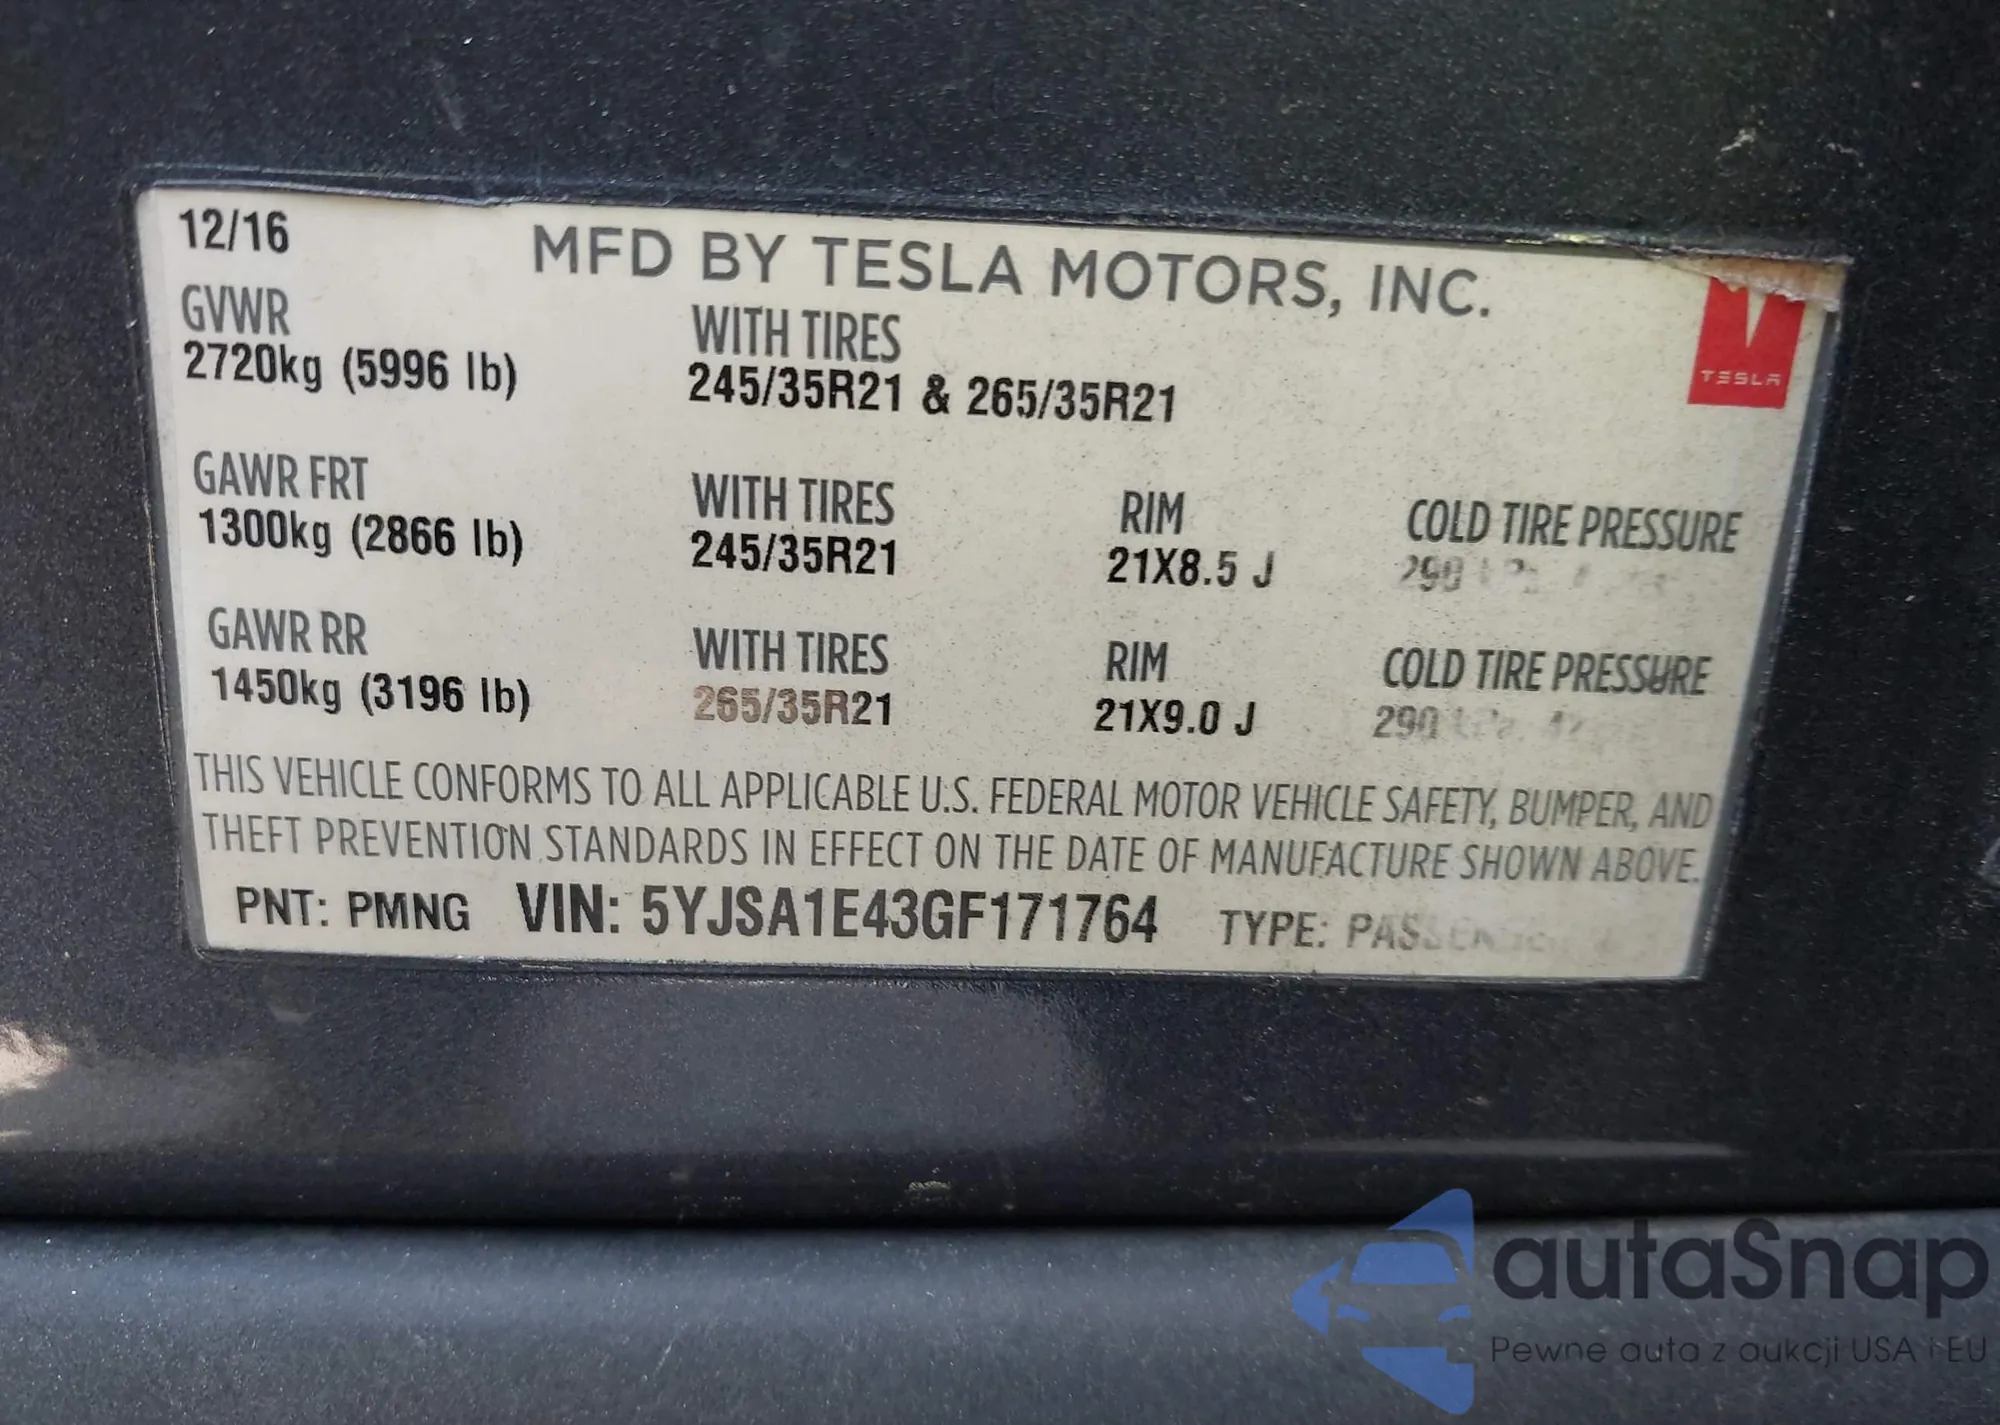 12/16
MFD BY TESLA MOTORS, INC.
GVWR
2720kg (5996 lb)
WITH TIRES
245/35R21 & 265/35R21
TESLA
GAWR FRT
1300kg (2866 lb)
WITH TIRES
245/35R21
RIM
21X8.5 J
COLD TIRE PRESSURE
290
GAWR RR
1450kg (3196 lb)
WITH TIRES
265/35R21
RIM
21X9.0 J
COLD TIRE PRESSURE
290
THIS VEHICLE CONFORMS TO ALL APPLICABLE U.S. FEDERAL MOTOR VEHICLE SAFETY, BUMPER, AND
THEFT PREVENTION STANDARDS IN EFFECT ON THE DATE OF MANUFACTURE SHOWN ABOVE.
PNT: PMNG VIN: 5YJSA1E43GF171764 TYPE:
autaSnap
Pewne auta z aukcji USA i EU